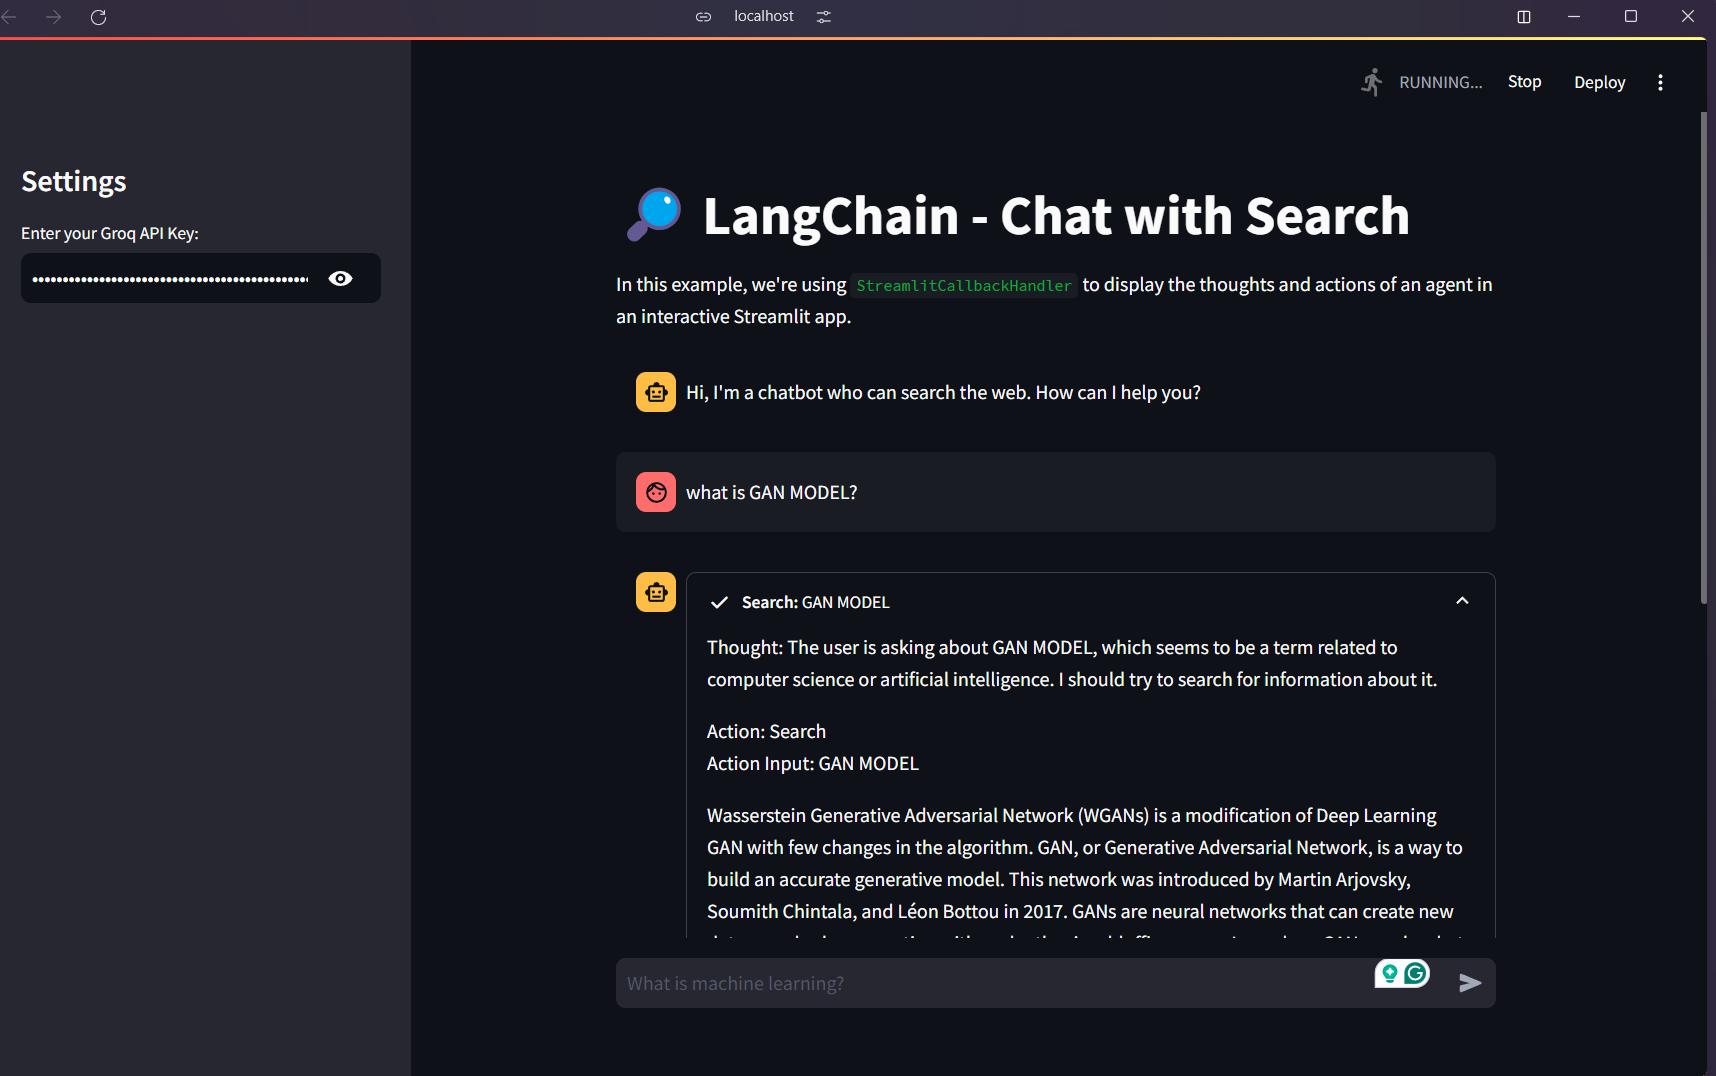 localhost
RUNNING...
Stop
Deploy
Settings
Enter your Groq API Key:
LangChain - Chat with Search
In this example, we're using StreamlitCallbackHandler to display the thoughts and actions of an agent in
an interactive Streamlit app.
Hi, I'm a chatbot who can search the web. How can I help you?
what is GAN MODEL?
Search: GAN MODEL
Thought: The user is asking about GAN MODEL, which seems to be a term related to
computer science or artificial intelligence. I should try to search for information about it.
Action: Search
Action Input: GAN MODEL
Wasserstein Generative Adversarial Network (WGANs) is a modification of Deep Learning
GAN with few changes in the algorithm. GAN, or Generative Adversarial Network, is a way to
build an accurate generative model. This network was introduced by Martin Arjovsky,
Soumith Chintala, and Léon Bottou in 2017. GANs are neural networks that can create new
What is machine learning?